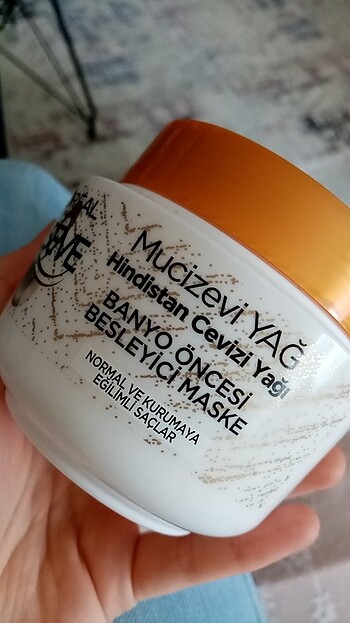 Mucizevi YAĞ
Hindistan Cevizi Yağı
BANYO ÖNCESİ
BESLEYİCİ MASKE
NORMAL VE KURUMAYA
EĞİLİMLİ SAÇLAR